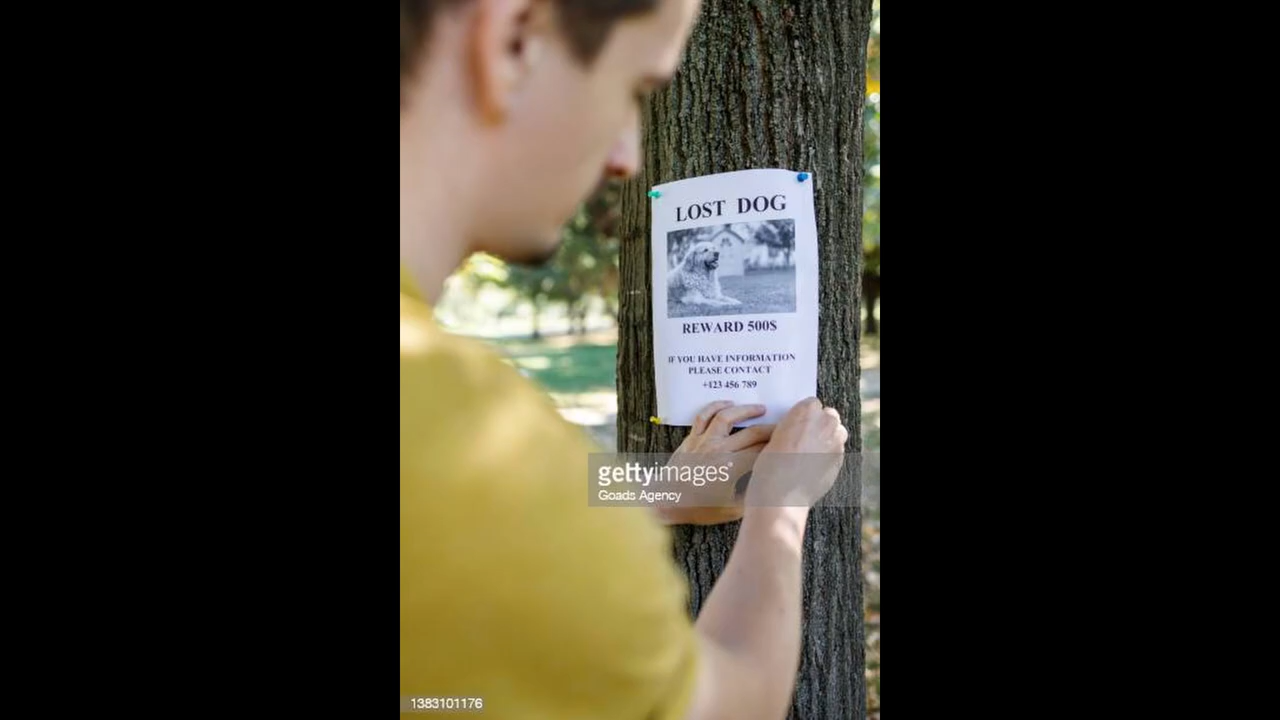 LOST DOG
REWARD 500$
IF YOU HAVE INFORMATION
PLEASE CONTACT
+123 456 789
gettyimages
Goads Agency
1383101176